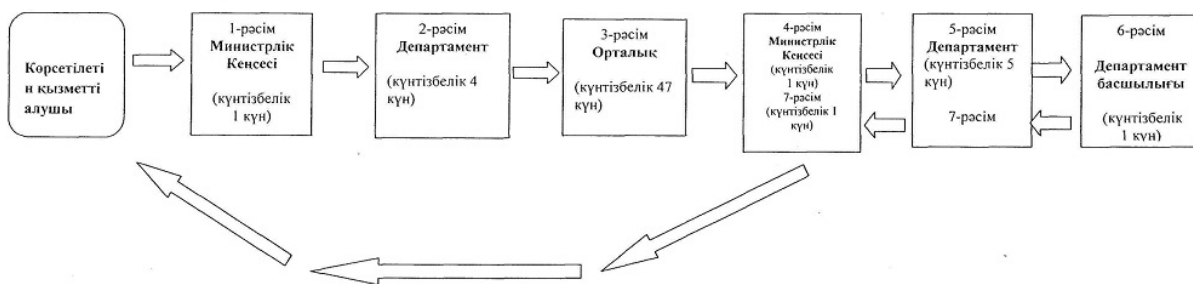 Көрсетілеті
н қызметті
алушы
1-рәсім
Министрлік
Кеңсесі
(күнтізбелік
1 күн)
2-рәсім
Департамент
(күнтізбелік 4
күн)
3-рәсім
Орталық
(күнтізбелік 47
күн)
4-рәсім
Министрлік
Кеңсесі
(күнтізбелік
1 күн)
7-рәсім
(күнтізбелік 1
күн)
5-рәсім
Департамент
(күнтізбелік 5
күн)
7-рәсім
6-рәсім
Департамент
басшылығы
(күнтізбелік
1 күн)